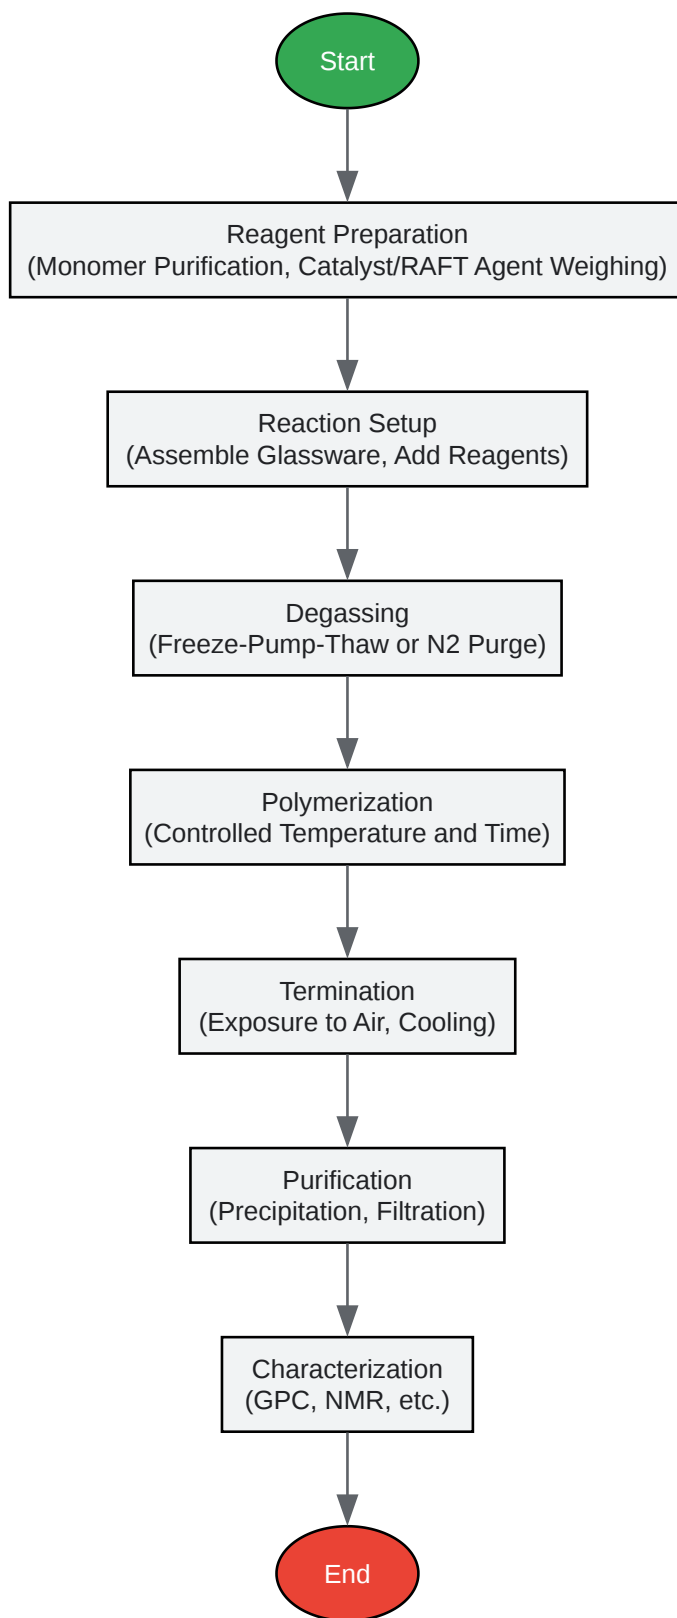 Start
Reagent Preparation
(Monomer Purification, Catalyst/RAFT Agent Weighing)
Reaction Setup
(Assemble Glassware, Add Reagents)
Degassing
(Freeze-Pump-Thaw or N2 Purge)
Polymerization
(Controlled Temperature and Time)
Termination
(Exposure to Air, Cooling)
Purification
(Precipitation, Filtration)
Characterization
(GPC, NMR, etc.)
End